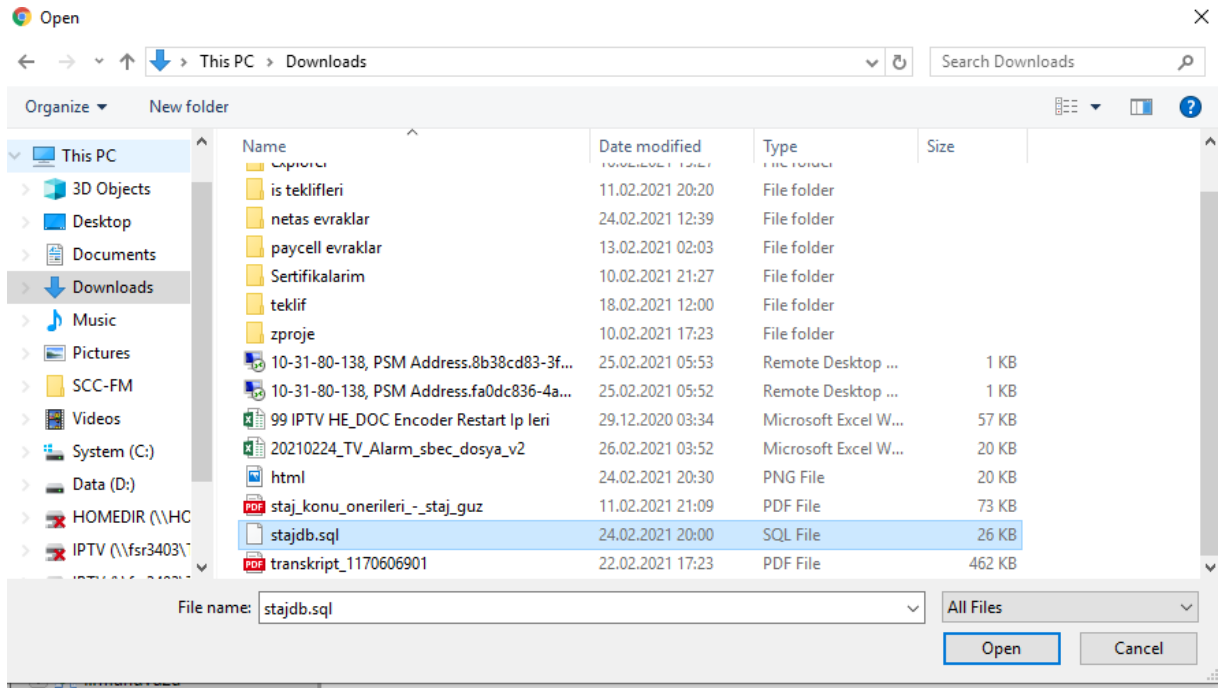 Open
This PC > Downloads
Search Downloads
Organize
New folder
Name Date modified Type Size
This PC
3D Objects
Desktop
Documents
Downloads
Music
Pictures
SCC-FM
Videos
System (C:)
Data (D:)
HOMEDIR (\\HC
IPTV (\\fsr3403\
is teklifleri 11.02.2021 20:20 File folder
netas evraklar 24.02.2021 12:39 File folder
paycell evraklar 13.02.2021 02:03 File folder
Sertifikalarim 10.02.2021 21:27 File folder
teklif 18.02.2021 12:00 File folder
zproje 10.02.2021 17:23 File folder
10-31-80-138, PSM Address.8b38cd83-3f... 25.02.2021 05:53 Remote Desktop ... 1 KB
10-31-80-138, PSM Address.fa0dc836-4a... 25.02.2021 05:52 Remote Desktop ... 1 KB
99 IPTV HE_DOC Encoder Restart Ip leri 29.12.2020 03:34 Microsoft Excel W... 57 KB
20210224_TV_Alarm_sbec_dosya_v2 26.02.2021 03:52 Microsoft Excel W... 20 KB
html 24.02.2021 20:30 PNG File 20 KB
staj_konu_onerileri_-_staj_guz 11.02.2021 21:09 PDF File 73 KB
stajdb.sql 24.02.2021 20:00 SQL File 26 KB
transkript_1170606901 22.02.2021 17:23 PDF File 462 KB
File name: stajdb.sql
All Files
Open
Cancel